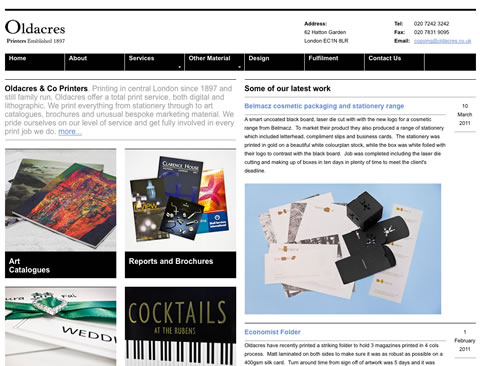 Oldacres
Printers Established 1897
Address:
62 Hatton Garden
London EC1N 8LR
Tel: 020 7242 3242
Fax: 020 7831 9095
Email: copying@oldacres.co.uk
Home About Services Other Material Design Fulfilment Contact Us
Oldacres & Co Printers. Printing in central London since 1897 and
still family run, Oldacres offer a total print service, both digital and
lithographic. We print everything from stationery through to art
catalogues, brochures and unusual bespoke marketing material. We
pride ourselves on our level of service and get fully involved in every
print job we do. more...
Art
Catalogues
CLARENCE HOUSE
Reports and Brochures
WEDD
COCKTAILS
AT THE RUBENS
Some of our latest work
Belmacz cosmetic packaging and stationery range
10
March
2011
A smart uncoated black board, laser die cut with with the new logo for a cosmetic
range from Belmacz. To market their product they also produced a range of stationery
which included letterhead, compliment slips and business cards. The stationery was
printed in gold on a beautiful white colourplan stock, while the box was white foiled with
their logo to contrast with the black board. Job was completed including the laser die
cutting and making up of boxes in ten days in plenty of time to meet the client's
deadline.
Economist Folder
1
February
2011
Oldacres have recently printed a striking folder to hold 3 magazines printed in 4 cols
process. Matt laminated on both sides to make sure it was as robust as possible on a
400gsm silk card. Turn around time from sign off of artwork was 5 days and it was